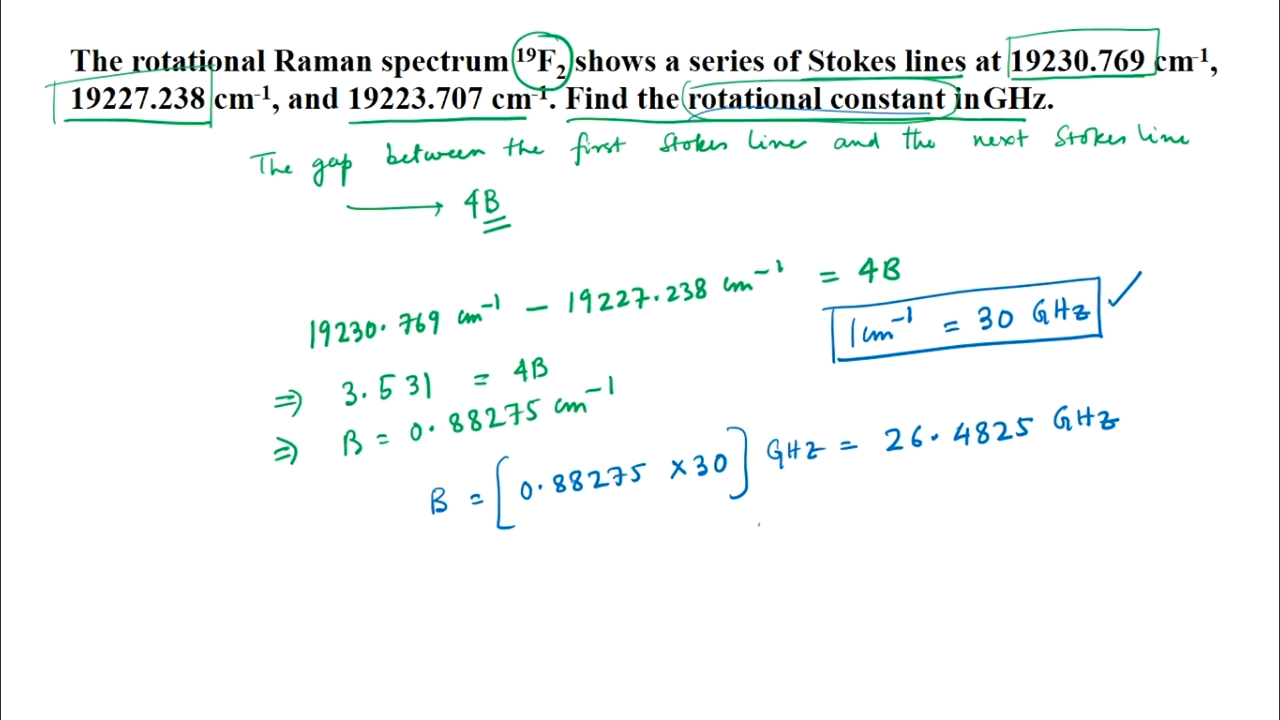 The rotational Raman spectrum ¹⁹F₂ shows a series of Stokes lines at 19230.769 cm⁻¹,
19227.238 cm⁻¹, and 19223.707 cm⁻¹. Find the rotational constant in GHz.
The gap between the first Stokes line and the next Stokes line
⟶ 4B
19230.769 cm⁻¹ − 19227.238 cm⁻¹ = 4B
1 cm⁻¹ = 30 GHz ✓
⇒ 3.531 = 4B
⇒ B = 0.88275 cm⁻¹
B = [0.88275 × 30] GHz = 26.4825 GHz